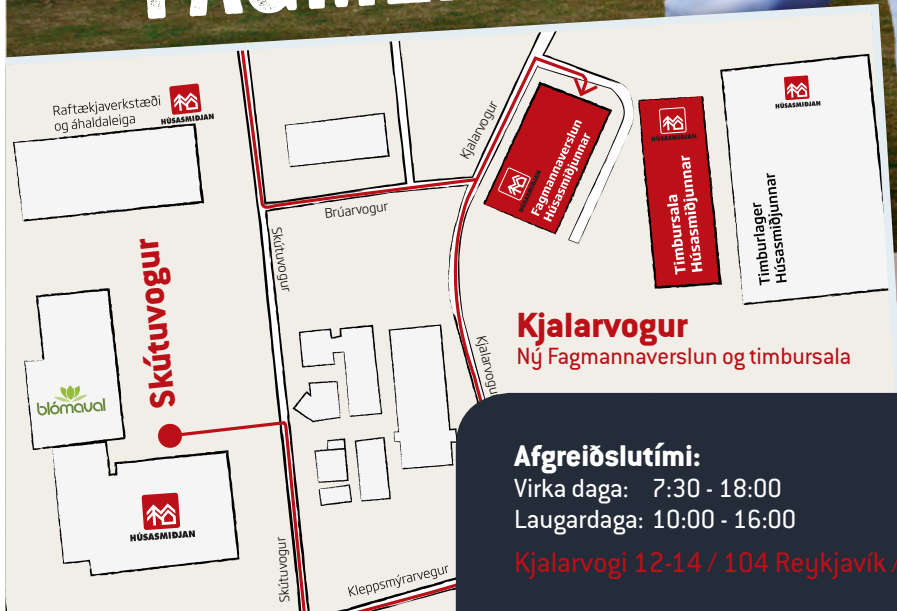 Raftækjaverkstæði
og áhaldaleiga
HÚSASMIÐJAN
Kjalarvogur
HÚSASMIÐJAN
Fagmannaverslun
Húsasmiðjunnar
HÚSASMIÐJAN
Timbursala
Húsasmiðjunnar
HÚSASMIÐJAN
Timburlager
Húsasmiðjunnar
Brúarvogur
Skútuvogur
Skútuvogur
blómaval
HÚSASMIÐJAN
Kjalarvogur
Kjalarvogur
Ný Fagmannaverslun og timbursala
Skútuvogur
Kleppsmýrarvegur
Afgreiðslutími:
Virka daga: 7:30 - 18:00
Laugardaga: 10:00 - 16:00
Kjalarvogi 12-14 / 104 Reykjavík /